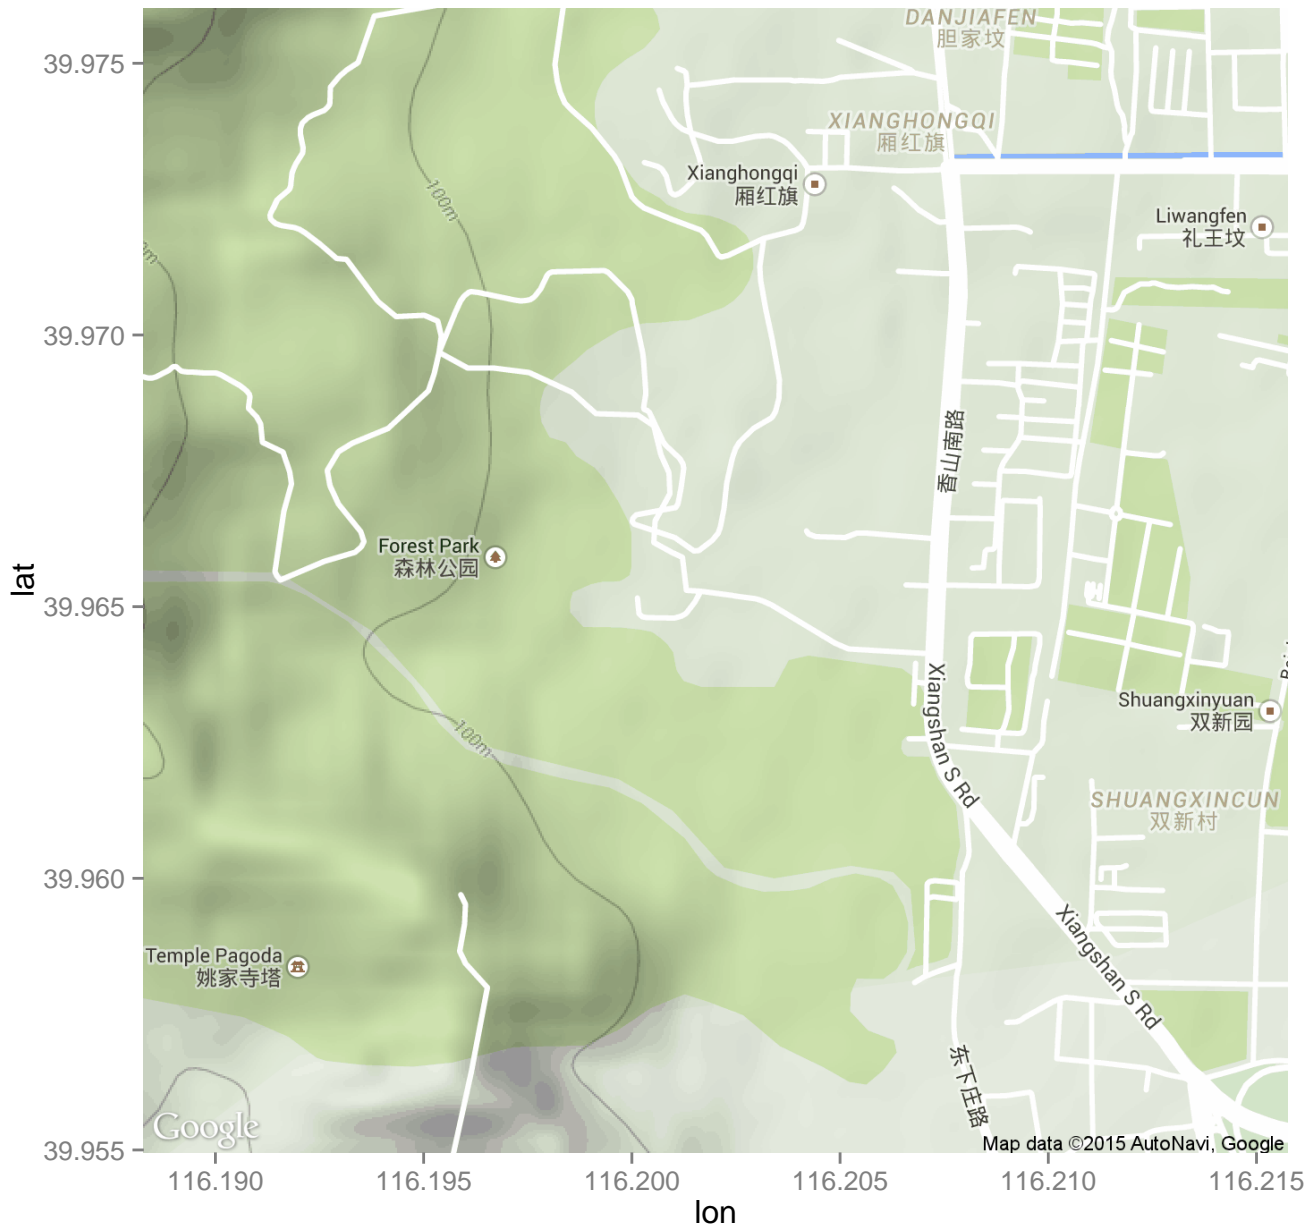 DANJIAFEN
胆家坟
39.975
XIANGHONGQI
厢红旗
Xianghongqi
厢红旗
100m
Liwangfen
礼王坟
39.970
香山南路
Forest Park
森林公园
lat
39.965
Xiangshan S Rd
Shuangxinyuan
双新园
100m
SHUANGXINCUN
双新村
39.960
Xiangshan S Rd
Temple Pagoda
姚家寺塔
东下庄路
Google
Map data ©2015 AutoNavi, Google
39.955
116.190
116.195
116.200
116.205
116.210
116.215
lon